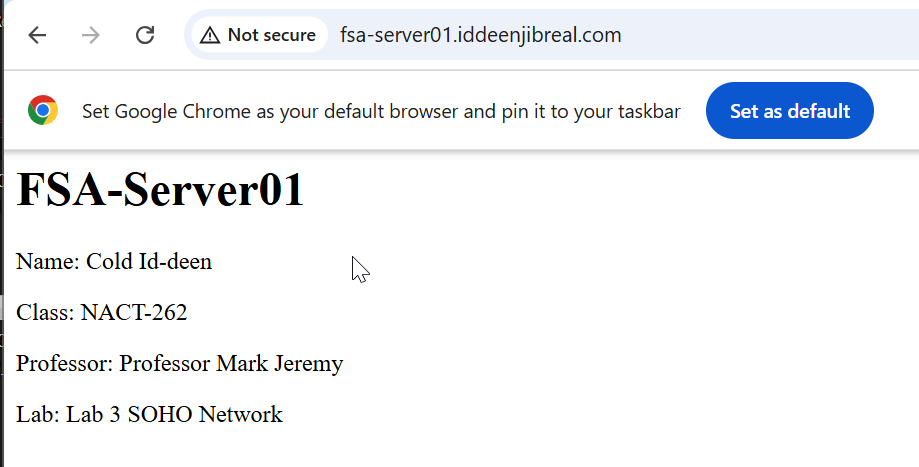 Not secure fsa-server01.iddeenjibreal.com
Set Google Chrome as your default browser and pin it to your taskbar Set as default
FSA-Server01
Name: Cold Id-deen
Class: NACT-262
Professor: Professor Mark Jeremy
Lab: Lab 3 SOHO Network